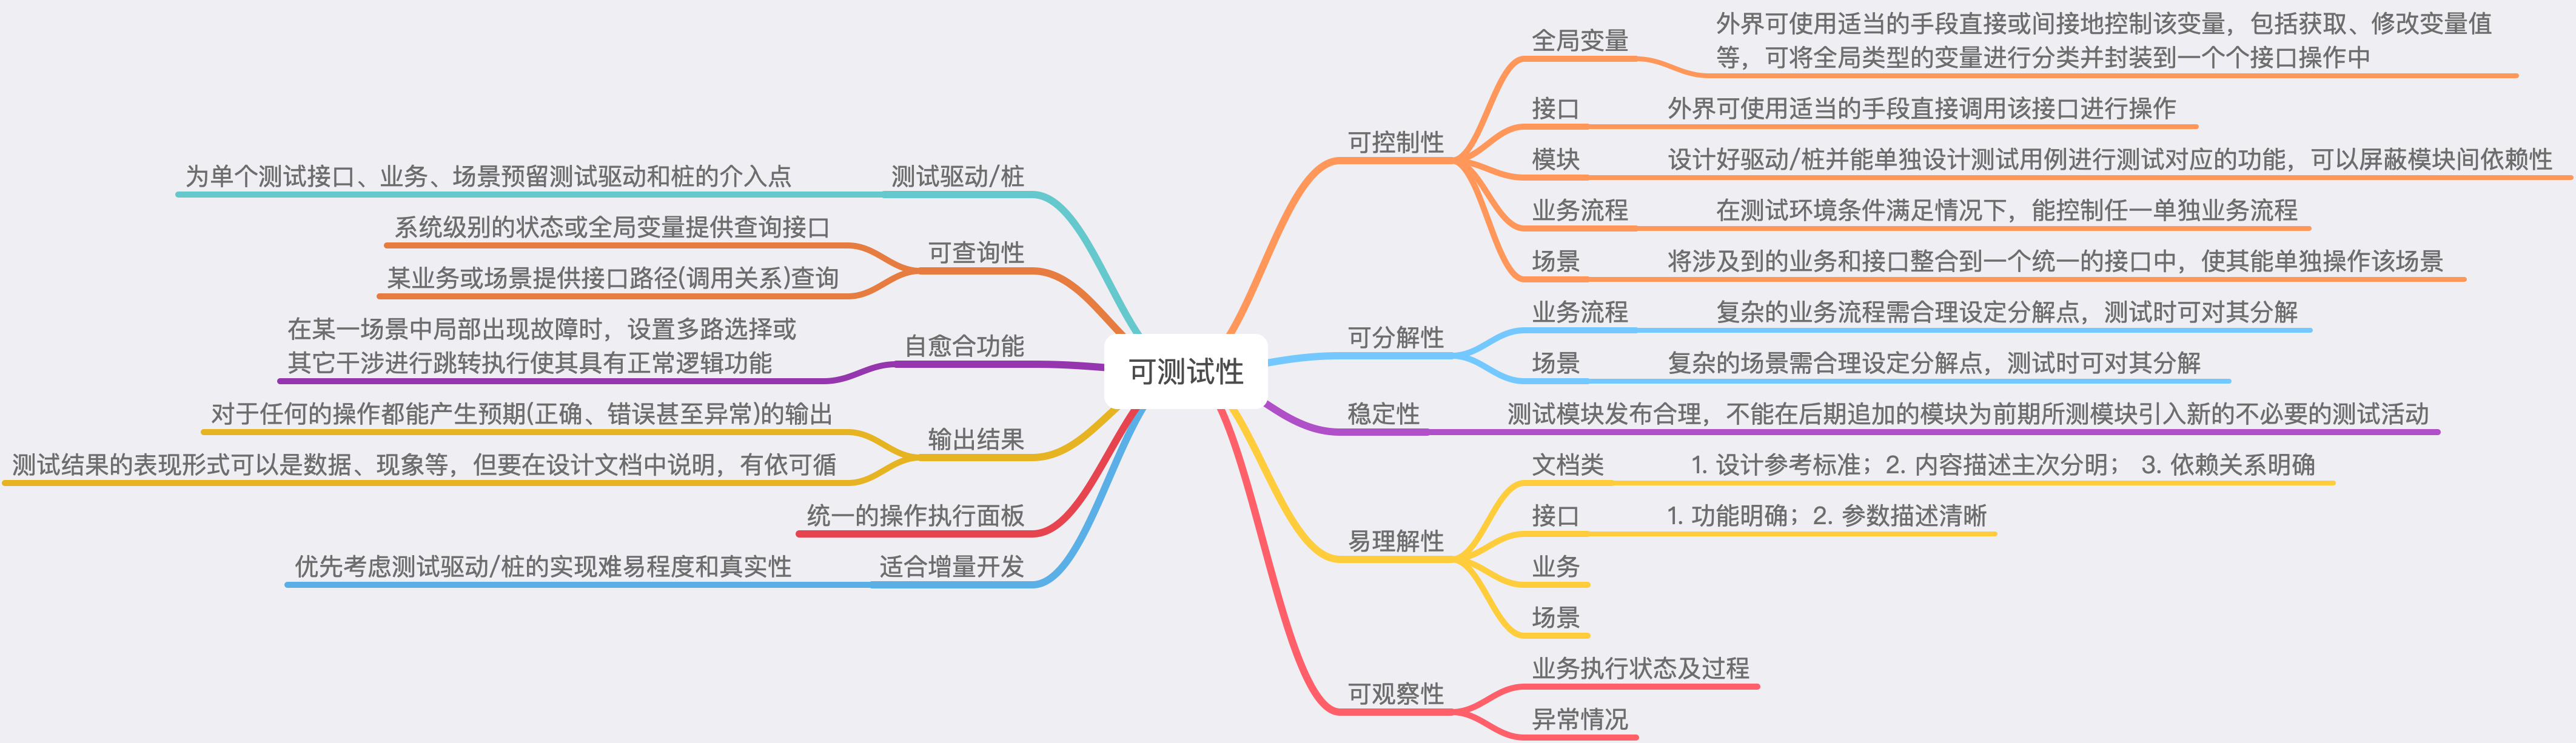 可测试性
可控制性
全局变量
外界可使用适当的手段直接或间接地控制该变量，包括获取、修改变量值
等，可将全局类型的变量进行分类并封装到一个个接口操作中
接口
外界可使用适当的手段直接调用该接口进行操作
模块
设计好驱动/桩并能单独设计测试用例进行测试对应的功能，可以屏蔽模块间依赖性
业务流程
在测试环境条件满足情况下，能控制任一单独业务流程
场景
将涉及到的业务和接口整合到一个统一的接口中，使其能单独操作该场景
可分解性
业务流程
复杂的业务流程需合理设定分解点，测试时可对其分解
场景
复杂的场景需合理设定分解点，测试时可对其分解
稳定性
测试模块发布合理，不能在后期追加的模块为前期所测模块引入新的不必要的测试活动
易理解性
文档类
1. 设计参考标准；2. 内容描述主次分明； 3. 依赖关系明确
接口
1. 功能明确；2. 参数描述清晰
业务
场景
可观察性
业务执行状态及过程
异常情况
测试驱动/桩
为单个测试接口、业务、场景预留测试驱动和桩的介入点
可查询性
系统级别的状态或全局变量提供查询接口
某业务或场景提供接口路径(调用关系)查询
自愈合功能
在某一场景中局部出现故障时，设置多路选择或
其它干涉进行跳转执行使其具有正常逻辑功能
输出结果
对于任何的操作都能产生预期(正确、错误甚至异常)的输出
测试结果的表现形式可以是数据、现象等，但要在设计文档中说明，有依可循
统一的操作执行面板
适合增量开发
优先考虑测试驱动/桩的实现难易程度和真实性